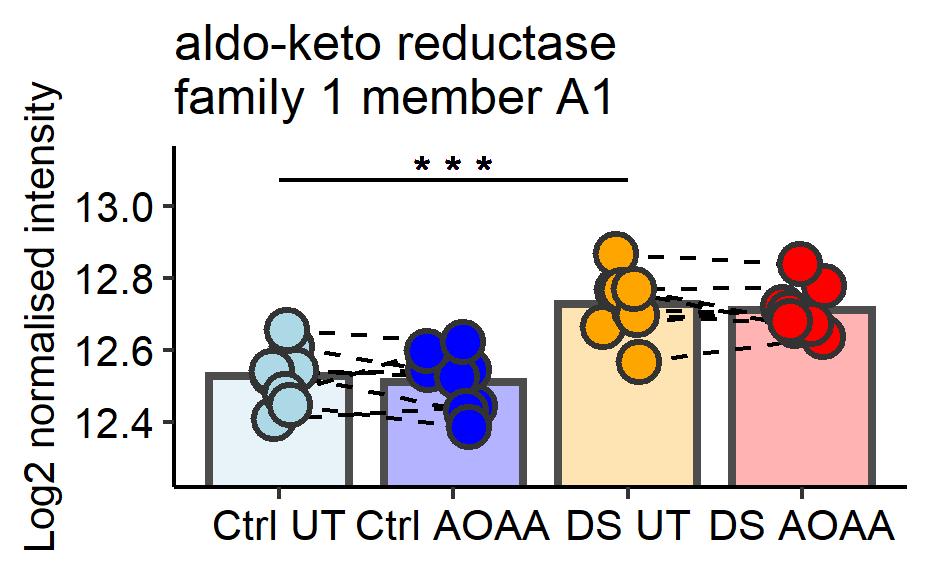 aldo-keto reductase
family 1 member A1
Log2 normalised intensity
***
13.0
12.8
12.6
12.4
Ctrl UT Ctrl AOAA DS UT DS AOAA